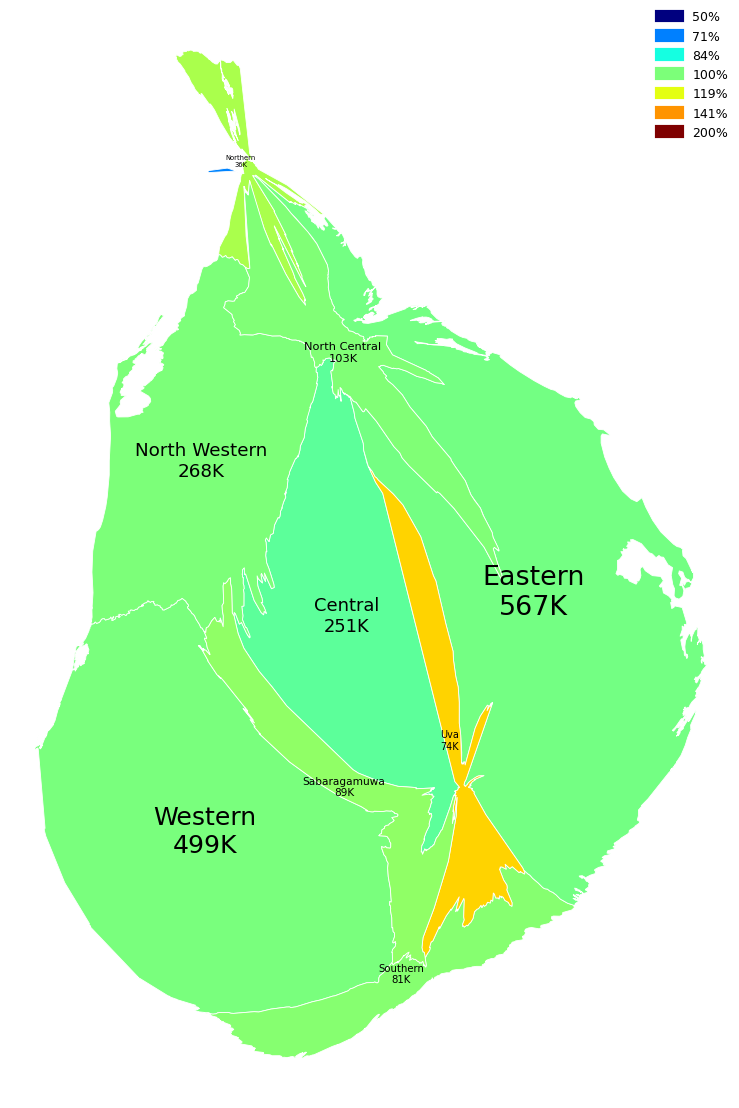 50%
71%
84%
100%
119%
141%
200%
Northern
36K
North Central
103K
North Western
268K
Eastern
567K
Central
251K
Uva
74K
Sabaragamuwa
89K
Western
499K
Southern
81K